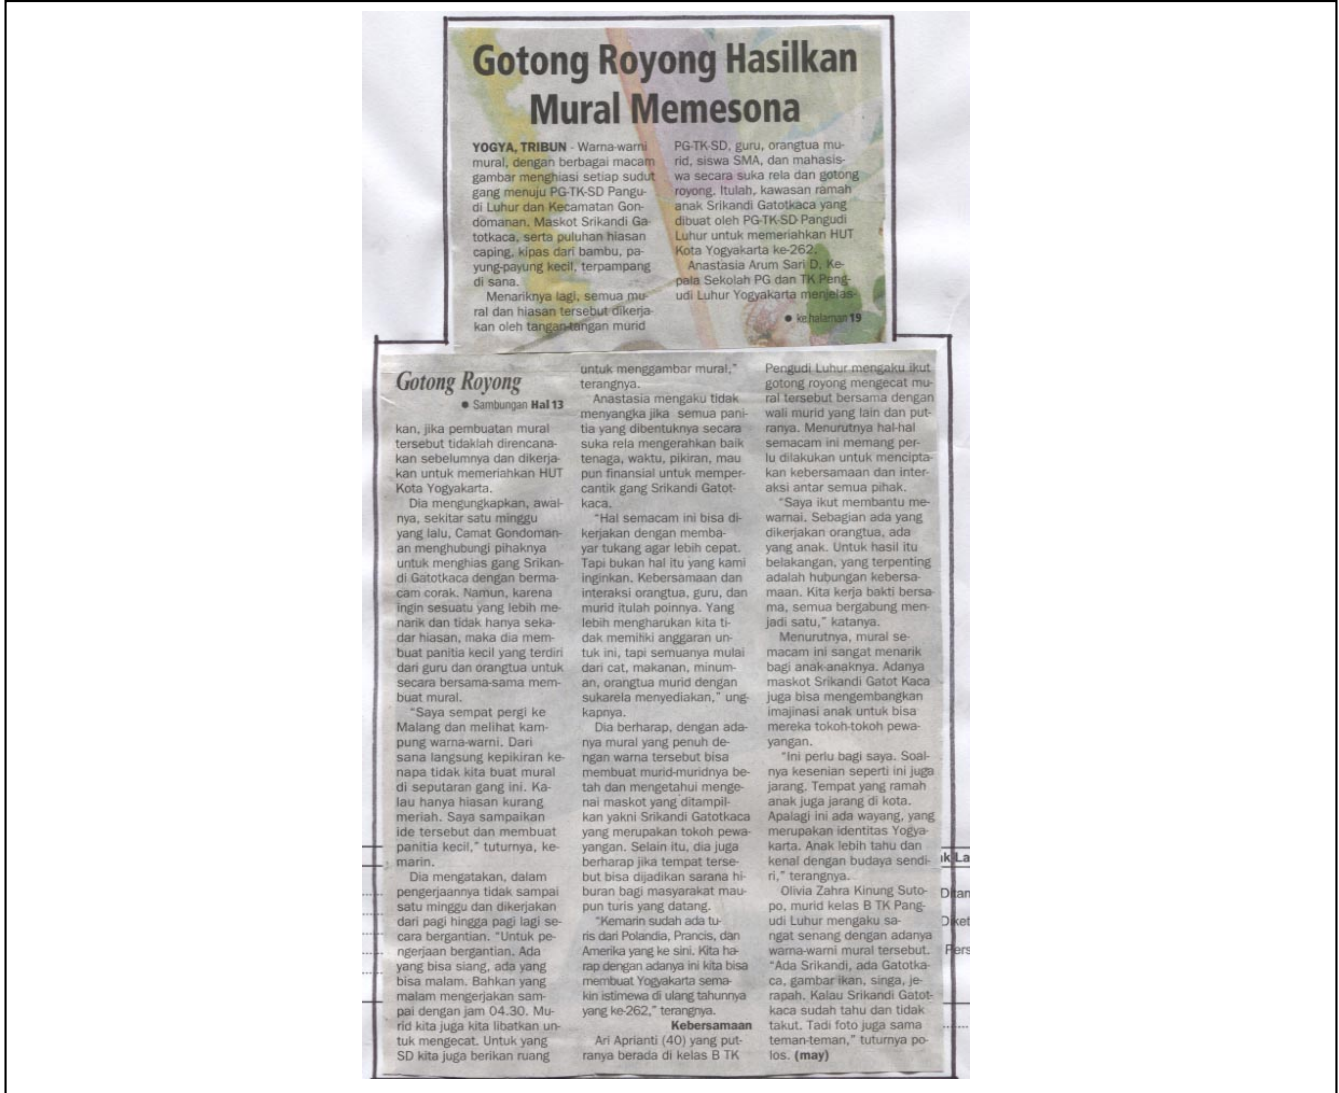 Gotong Royong Hasilkan
Mural Memesona
YOGYA, TRIBUN - Warna-warni
mural, dengan berbagai macam
gambar menghiasi setiap sudut
gang menuju PG-TK-SD Pangu-
di Luhur dan Kecamatan Gon-
domanan. Maskot Srikandi Ga-
totkaca, serta puluhan hiasan
caping, kipas dari bambu, pa-
yung-payung kecil, terpampang
di sana.
Menariknya lagi, semua mu-
ral dan hiasan tersebut dikerja-
kan oleh tangan-tangan murid
PG-TK-SD, guru, orangtua mu-
rid, siswa SMA, dan mahasis-
wa secara suka rela dan gotong
royong. Itulah, kawasan ramah
anak Srikandi Gatotkaca yang
dibuat oleh PG-TK-SD Pangudi
Luhur untuk memeriahkan HUT
Kota Yogyakarta ke-262.
Anastasia Arum Sari D, Ke-
pala Sekolah PG dan TK Peng-
udi Luhur Yogyakarta menjelas-
● ke halaman 19
Gotong Royong
● Sambungan Hal 13
kan, jika pembuatan mural
tersebut tidaklah direncana-
kan sebelumnya dan dikerja-
kan untuk memeriahkan HUT
Kota Yogyakarta.
Dia mengungkapkan, awal-
nya, sekitar satu minggu
yang lalu, Camat Gondoman-
an menghubungi pihaknya
untuk menghias gang Srikan-
di Gatotkaca dengan berma-
cam corak. Namun, karena
ingin sesuatu yang lebih me-
narik dan tidak hanya seka-
dar hiasan, maka dia mem-
buat panitia kecil yang terdiri
dari guru dan orangtua untuk
secara bersama-sama mem-
buat mural.
"Saya sempat pergi ke
Malang dan melihat kam-
pung warna-warni. Dari
sana langsung kepikiran ke-
napa tidak kita buat mural
di seputaran gang ini. Ka-
lau hanya hiasan kurang
meriah. Saya sampaikan
ide tersebut dan membuat
panitia kecil," tuturnya, ke-
marin.
Dia mengatakan, dalam
pengerjaannya tidak sampai
satu minggu dan dikerjakan
dari pagi hingga pagi lagi se-
cara bergantian. "Untuk pe-
ngerjaan bergantian. Ada
yang bisa siang, ada yang
bisa malam. Bahkan yang
malam mengerjakan sam-
pai dengan jam 04.30. Mu-
rid kita juga kita libatkan un-
tuk mengecat. Untuk yang
SD kita juga berikan ruang
untuk menggambar mural,"
terangnya.
Anastasia mengaku tidak
menyangka jika semua pani-
tia yang dibentuknya secara
suka rela mengerahkan baik
tenaga, waktu, pikiran, mau
pun finansial untuk memper-
cantik gang Srikandi Gatot-
kaca.
"Hal semacam ini bisa di-
kerjakan dengan memba-
yar tukang agar lebih cepat.
Tapi bukan hal itu yang kami
inginkan. Kebersamaan dan
interaksi orangtua, guru, dan
murid itulah poinnya. Yang
lebih mengharukan kita ti-
dak memiliki anggaran un-
tuk ini, tapi semuanya mulai
dari cat, makanan, minum-
an, orangtua murid dengan
sukarela menyediakan," ung-
kapnya.
Dia berharap, dengan ada-
nya mural yang penuh de-
ngan warna tersebut bisa
membuat murid-muridnya be-
tah dan mengetahui menge-
nai maskot yang ditampil-
kan yakni Srikandi Gatotkaca
yang merupakan tokoh pewa-
yangan. Selain itu, dia juga
berharap jika tempat terse-
but bisa dijadikan sarana hi-
buran bagi masyarakat mau-
pun turis yang datang.
"Kemarin sudah ada tu-
ris dari Polandia, Prancis, dan
Amerika yang ke sini. Kita ha-
rap dengan adanya ini kita bisa
membuat Yogyakarta sema-
kin istimewa di ulang tahunnya
yang ke-262," terangnya.
Kebersamaan
Ari Aprianti (40) yang put-
ranya berada di kelas B TK
Pengudi Luhur mengaku ikut
gotong royong mengecat mu-
ral tersebut bersama dengan
wali murid yang lain dan put-
ranya. Menurutnya hal-hal
semacam ini memang per-
lu dilakukan untuk mencipta-
kan kebersamaan dan inter-
aksi antar semua pihak.
"Saya ikut membantu me-
warnai. Sebagian ada yang
dikerjakan orangtua, ada
yang anak. Untuk hasil itu
belakangan, yang terpenting
adalah hubungan kebersa-
maan. Kita kerja bakti bersa-
ma, semua bergabung men-
jadi satu," katanya.
Menurutnya, mural se-
macam ini sangat menarik
bagi anak-anaknya. Adanya
maskot Srikandi Gatot Kaca
juga bisa mengembangkan
imajinasi anak untuk bisa
mereka tokoh-tokoh pewa-
yangan.
"Ini perlu bagi saya. Soal-
nya kesenian seperti ini juga
jarang. Tempat yang ramah
anak juga jarang di kota.
Apalagi ini ada wayang, yang
merupakan identitas Yogya-
karta. Anak lebih tahu dan
kenal dengan budaya sendi-
ri," terangnya.
Olivia Zahra Kinung Suto-
po, murid kelas B TK Pang-
udi Luhur mengaku sa-
ngat senang dengan adanya
warna-warni mural tersebut.
"Ada Srikandi, ada Gatotka-
ca, gambar ikan, singa, je-
rapah. Kalau Srikandi Gatot-
kaca sudah tahu dan tidak
takut. Tadi foto juga sama
teman-teman," tuturnya po-
los. (may)